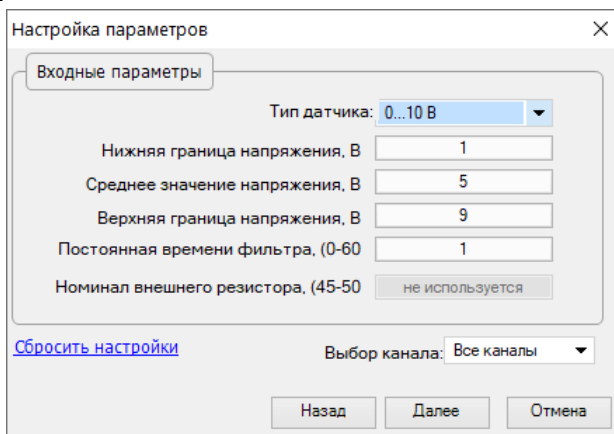 Настройка параметров
Входные параметры
Тип датчика: 0...10 В
Нижняя граница напряжения, В 1
Среднее значение напряжения, В 5
Верхняя граница напряжения, В 9
Постоянная времени фильтра, (0-60 1
Номинал внешнего резистора, (45-50 не используется
Сбросить настройки Выбор канала: Все каналы
Назад Далее Отмена